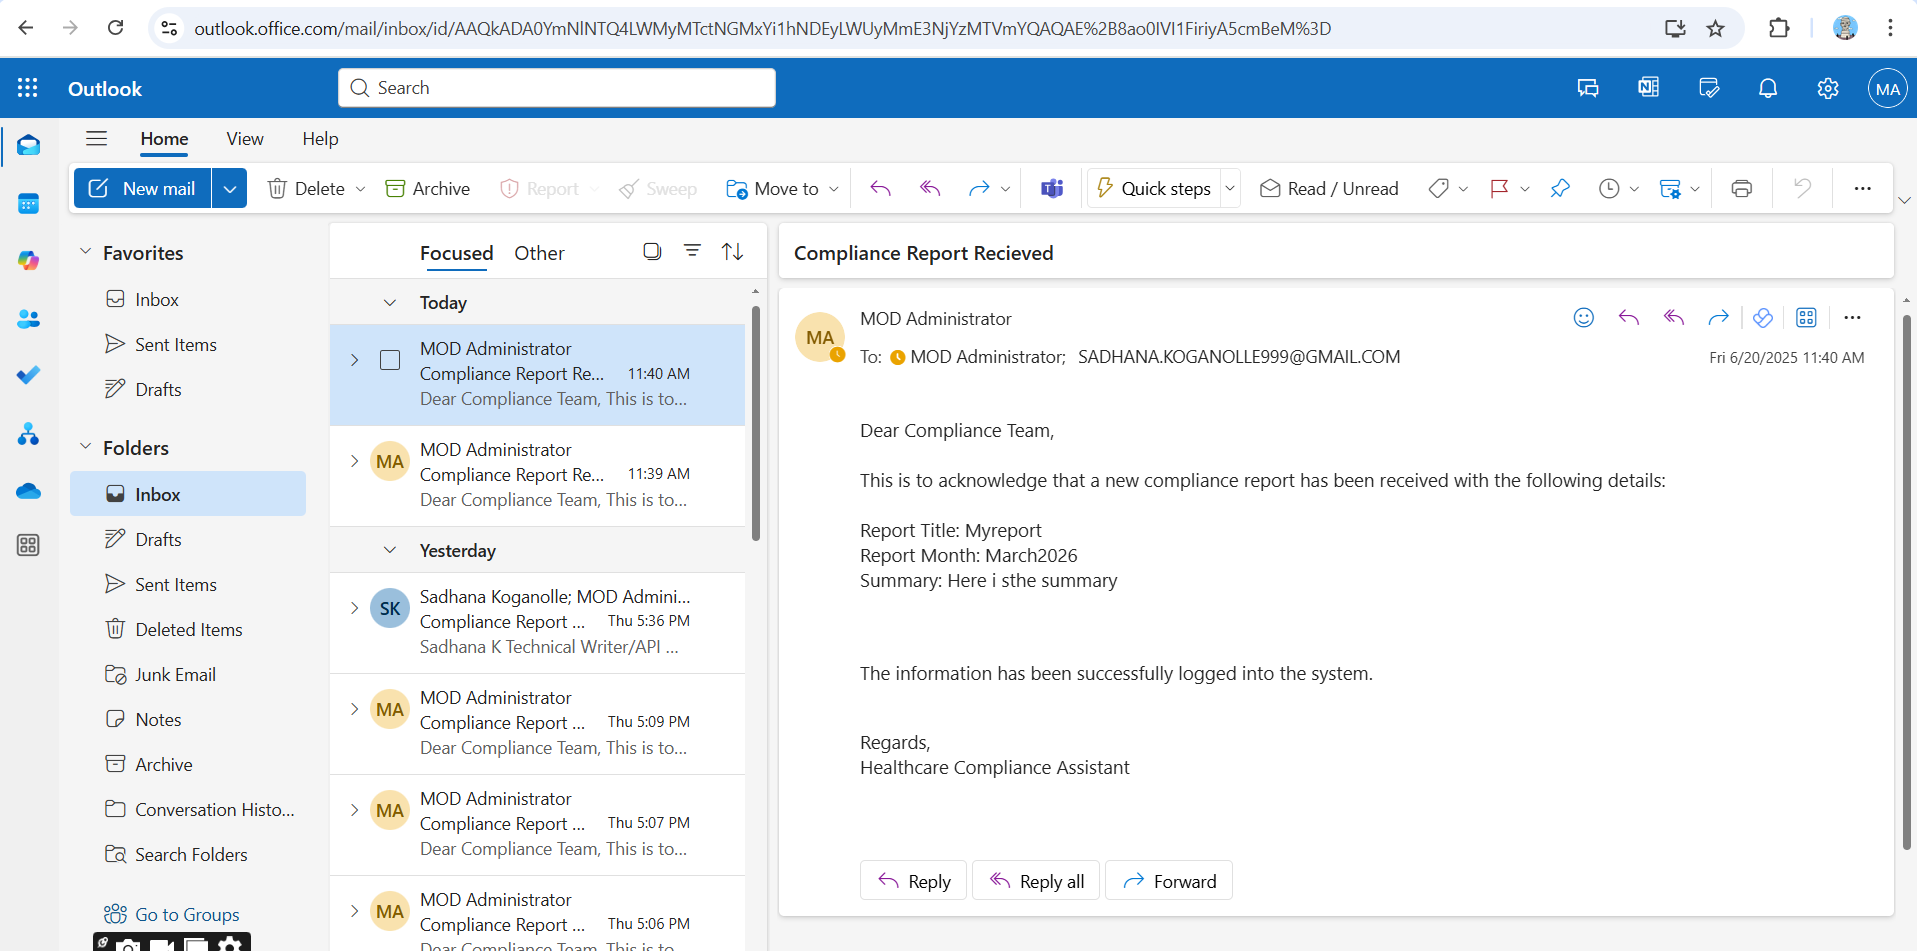 outlook.office.com/mail/inbox/id/AAQkADA0YmNlNTQ4LWMyMTctNGMxYi1hNDEyLWUyMmE3NjYzMTVmYQAQAE%2B8ao0IVI1FiriyA5cmBeM%3D
Outlook
Search
MA
Home View Help
New mail Delete Archive Report Sweep Move to Quick steps Read / Unread
Favorites
Inbox
Sent Items
Drafts
Folders
Inbox
Drafts
Sent Items
Deleted Items
Junk Email
Notes
Archive
Conversation Histo...
Search Folders
Go to Groups
Focused Other
Today
MOD Administrator
Compliance Report Re... 11:40 AM
Dear Compliance Team, This is to...
MA
MOD Administrator
Compliance Report Re... 11:39 AM
Dear Compliance Team, This is to...
Yesterday
SK
Sadhana Koganolle; MOD Admini...
Compliance Report ... Thu 5:36 PM
Sadhana K Technical Writer/API ...
MA
MOD Administrator
Compliance Report ... Thu 5:09 PM
Dear Compliance Team, This is to...
MA
MOD Administrator
Compliance Report ... Thu 5:07 PM
Dear Compliance Team, This is to...
MA
MOD Administrator
Compliance Report ... Thu 5:06 PM
Dear Compliance Team, This is to...
Compliance Report Recieved
MA
MOD Administrator
To: MOD Administrator; SADHANA.KOGANOLLE999@GMAIL.COM
Fri 6/20/2025 11:40 AM
Dear Compliance Team,
This is to acknowledge that a new compliance report has been received with the following details:
Report Title: Myreport
Report Month: March2026
Summary: Here i sthe summary
The information has been successfully logged into the system.
Regards,
Healthcare Compliance Assistant
Reply Reply all Forward